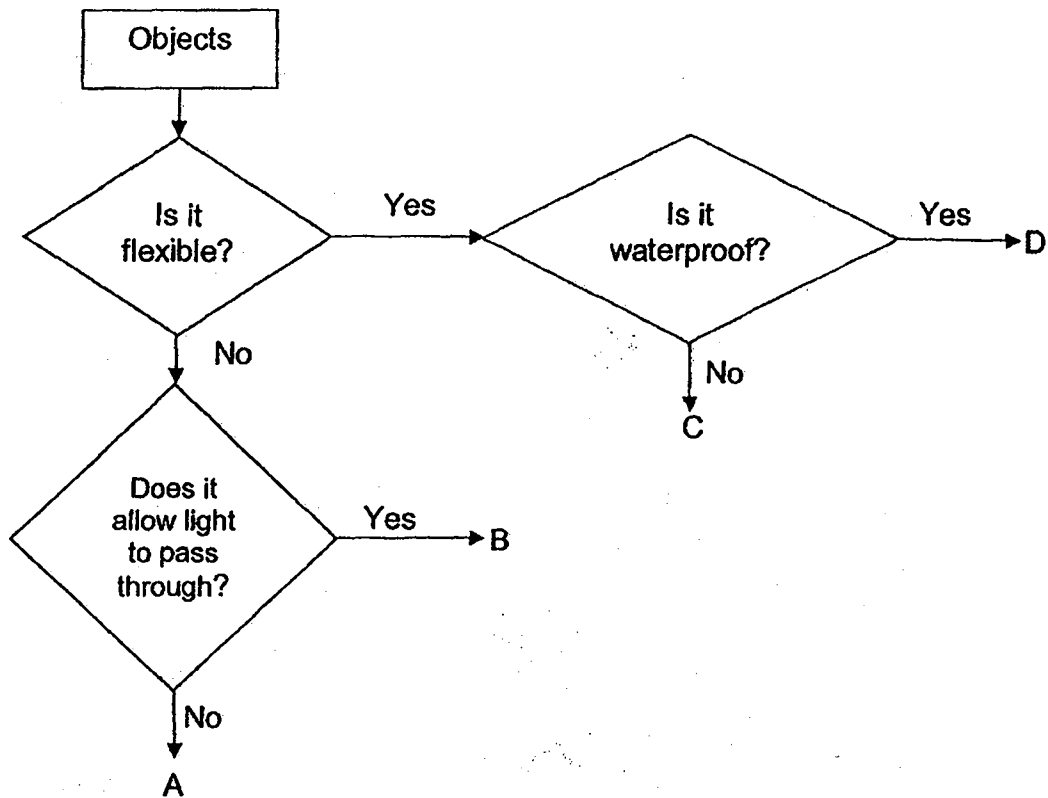 Objects
Is it
flexible?
Yes
Is it
waterproof?
Yes
D
No
No
C
Does it
allow light
to pass
through?
Yes
B
No
A